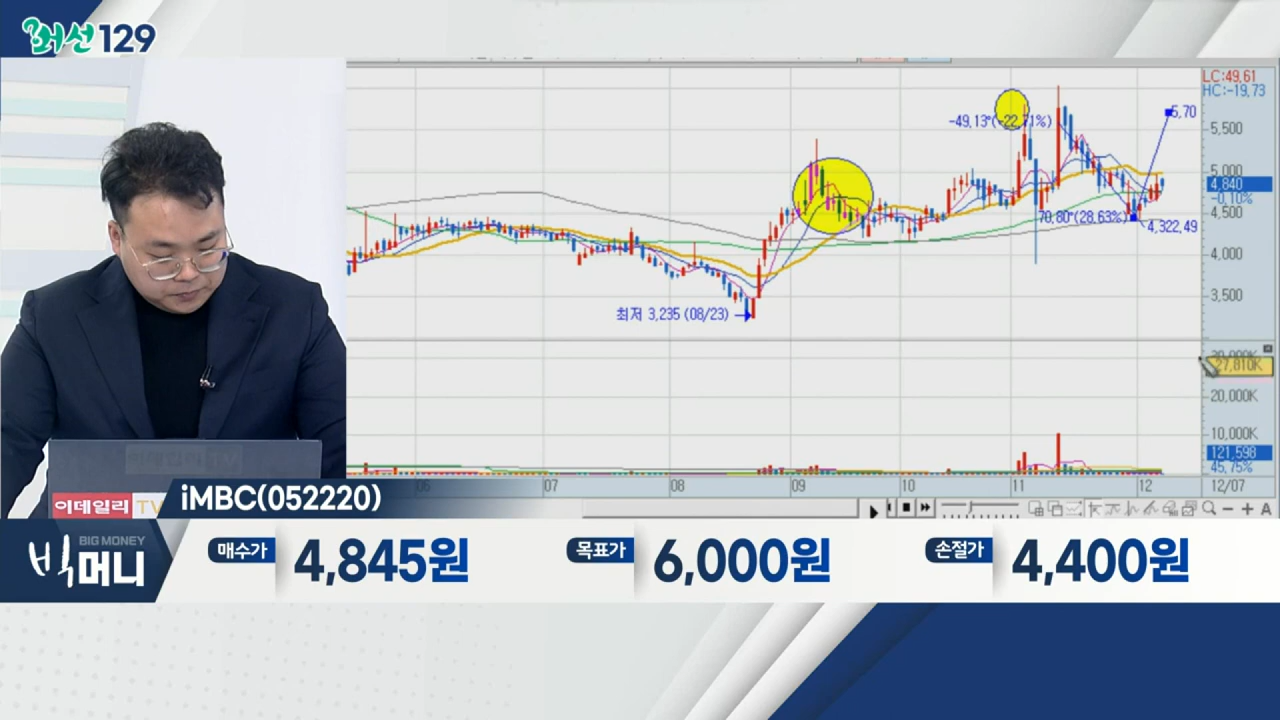 최선129
LC:49,61
HC:-19,73
-49,13°(-22,71%)
5,70
5,500
5,000
4,840
-0,10%
4,500
70,80°(28,63%)
4,322,49
4,000
3,500
최저 3,235 (08/23)
27,810K
20,000K
10,000K
121,598
45,75%
06
07
08
09
10
11
12
12/07
이데일리 TV
iMBC(052220)
BIG MONEY
빅머니
매수가
4,845원
목표가
6,000원
손절가
4,400원